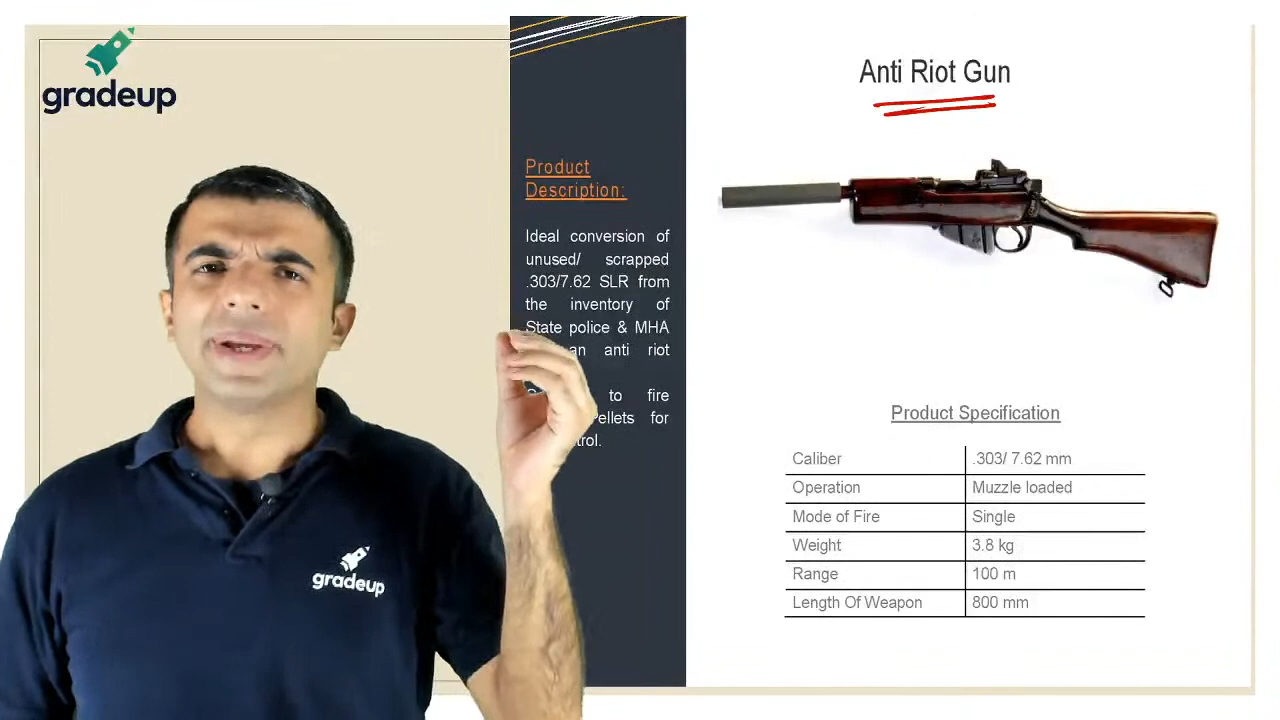 gradeup
Anti Riot Gun
Product
Description:
Ideal conversion of
unused/ scrapped
.303/7.62 SLR from
the inventory of
State police & MHA
an anti riot
to fire
Pellets for
gradeup
Product Specification
Caliber .303/ 7.62 mm
Operation Muzzle loaded
Mode of Fire Single
Weight 3.8 kg
Range 100 m
Length Of Weapon 800 mm